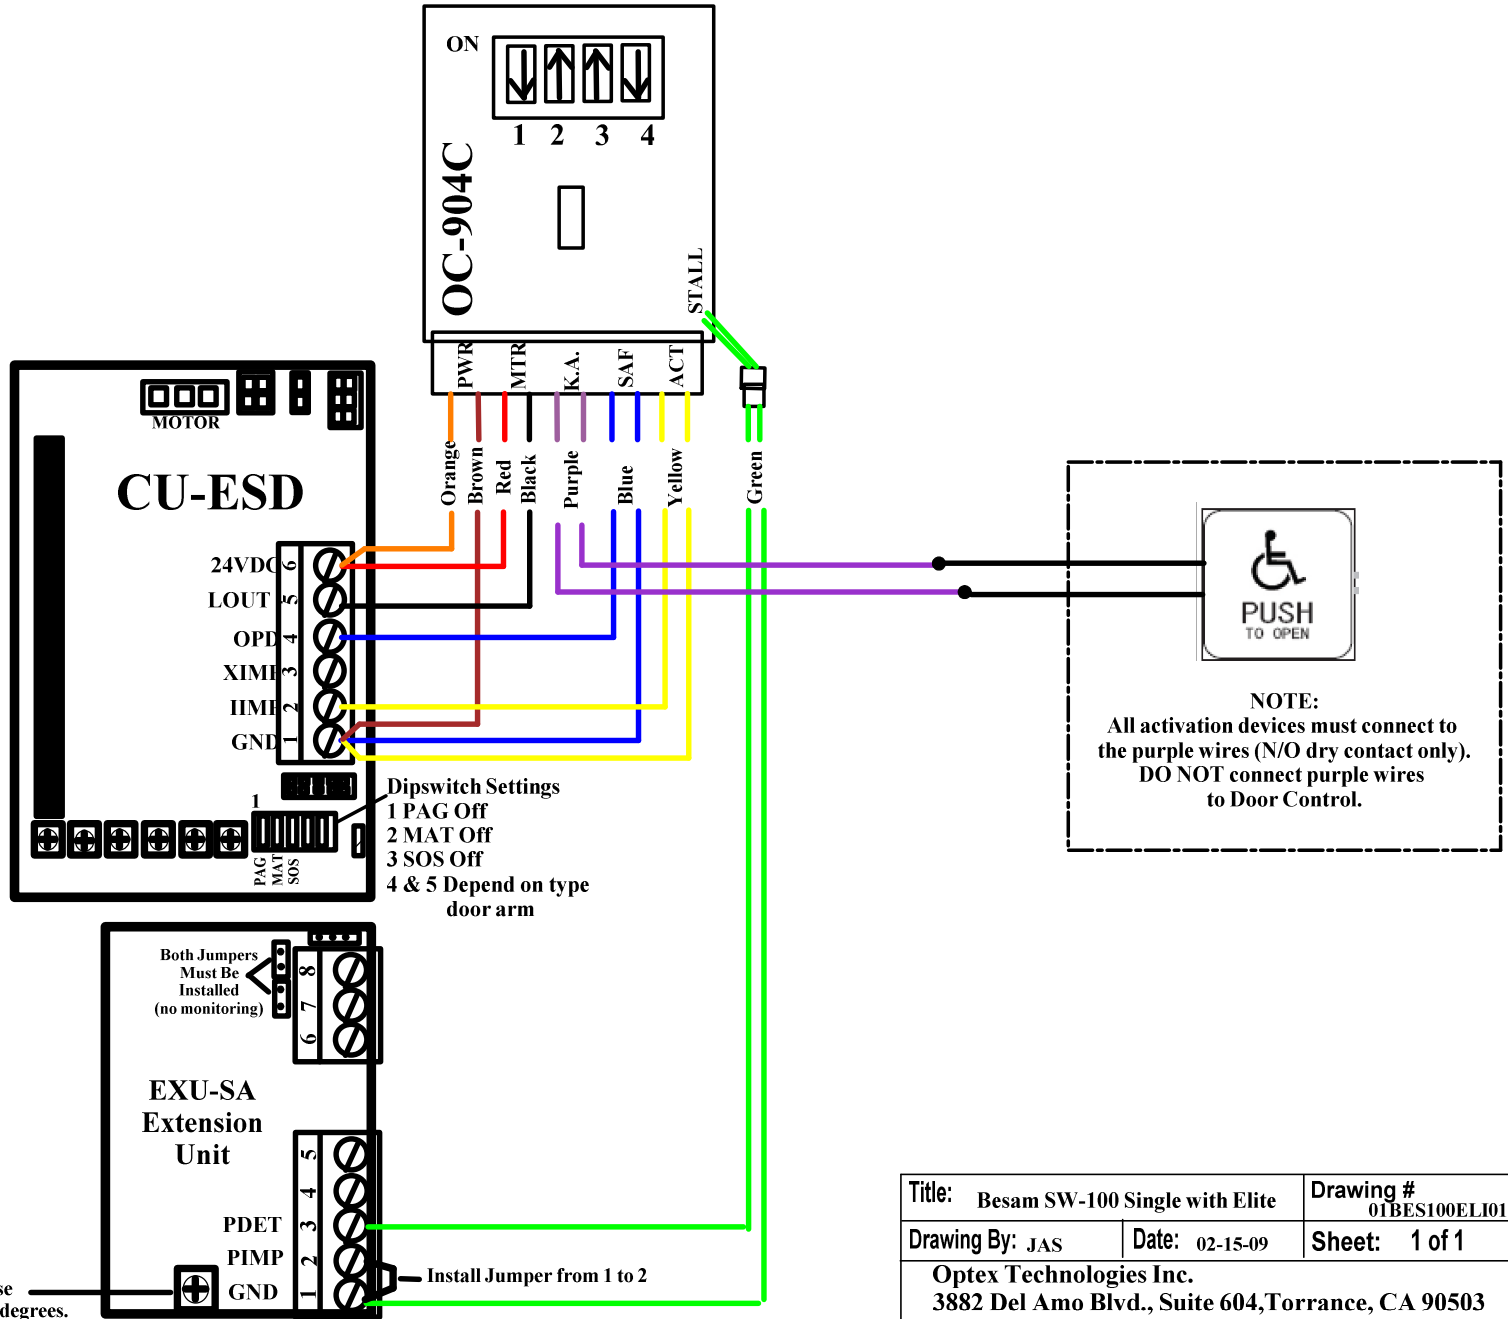 ON
1 2 3 4
OC-904C
STALL
PWR
MTR
K.A.
SAF
ACT
MOTOR
CU-ESD
Orange
Brown
Red
Black
Purple
Blue
Yellow
Green
24VDC 6
LOUT 5
OPD 4
3
2
GND 1
PUSH
TO OPEN
NOTE:
All activation devices must connect to
the purple wires (N/O dry contact only).
DO NOT connect purple wires
to Door Control.
Dipswitch Settings
1 PAG Off
2 MAT Off
3 SOS Off
4 & 5 Depend on type
door arm
1
PAG
MAT
SOS
Both Jumpers
Must Be
Installed
(no monitoring)
8
7
6
EXU-SA
Extension
Unit
5
4
PDET 3
PIMP 2
GND 1
Install Jumper from 1 to 2
degrees.
Title: Besam SW-100 Single with Elite
Drawing #
01BES100ELI01
Drawing By: JAS
Date: 02-15-09
Sheet: 1 of 1
Optex Technologies Inc.
3882 Del Amo Blvd., Suite 604,Torrance, CA 90503